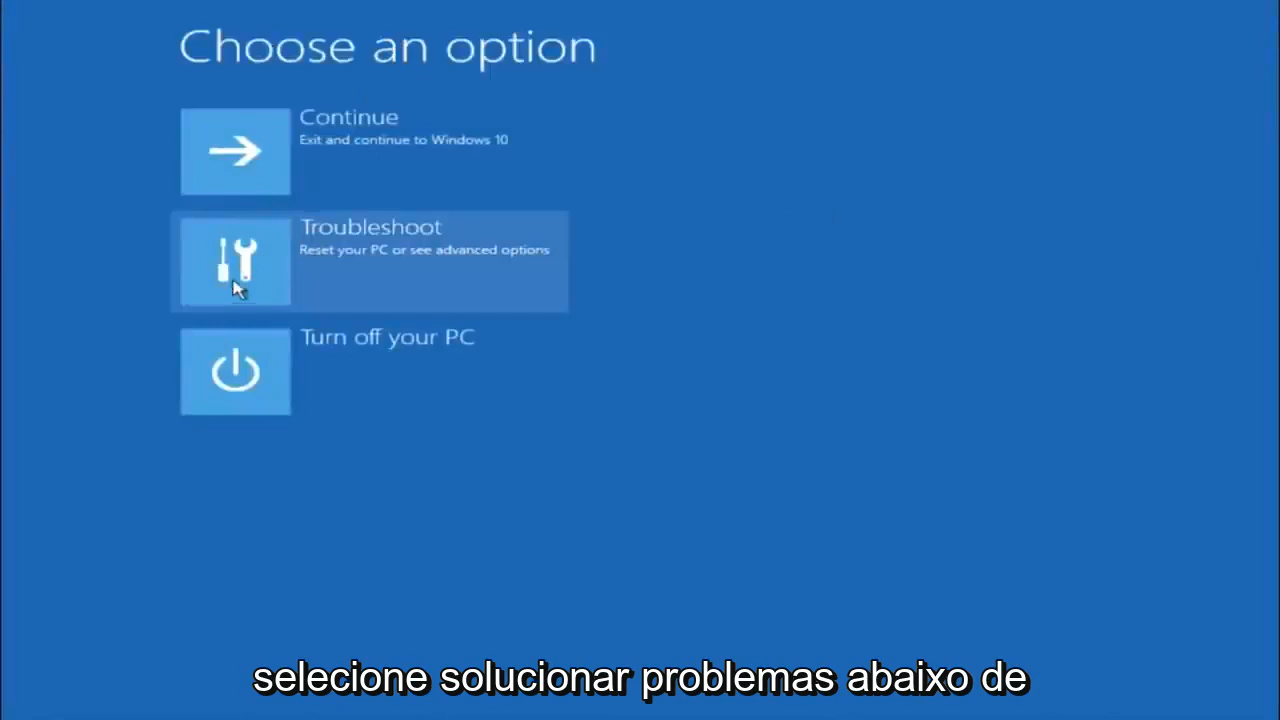 Choose an option
Continue
Exit and continue to Windows 10
Troubleshoot
Reset your PC or see advanced options
Turn off your PC
selecione solucionar problemas abaixo de